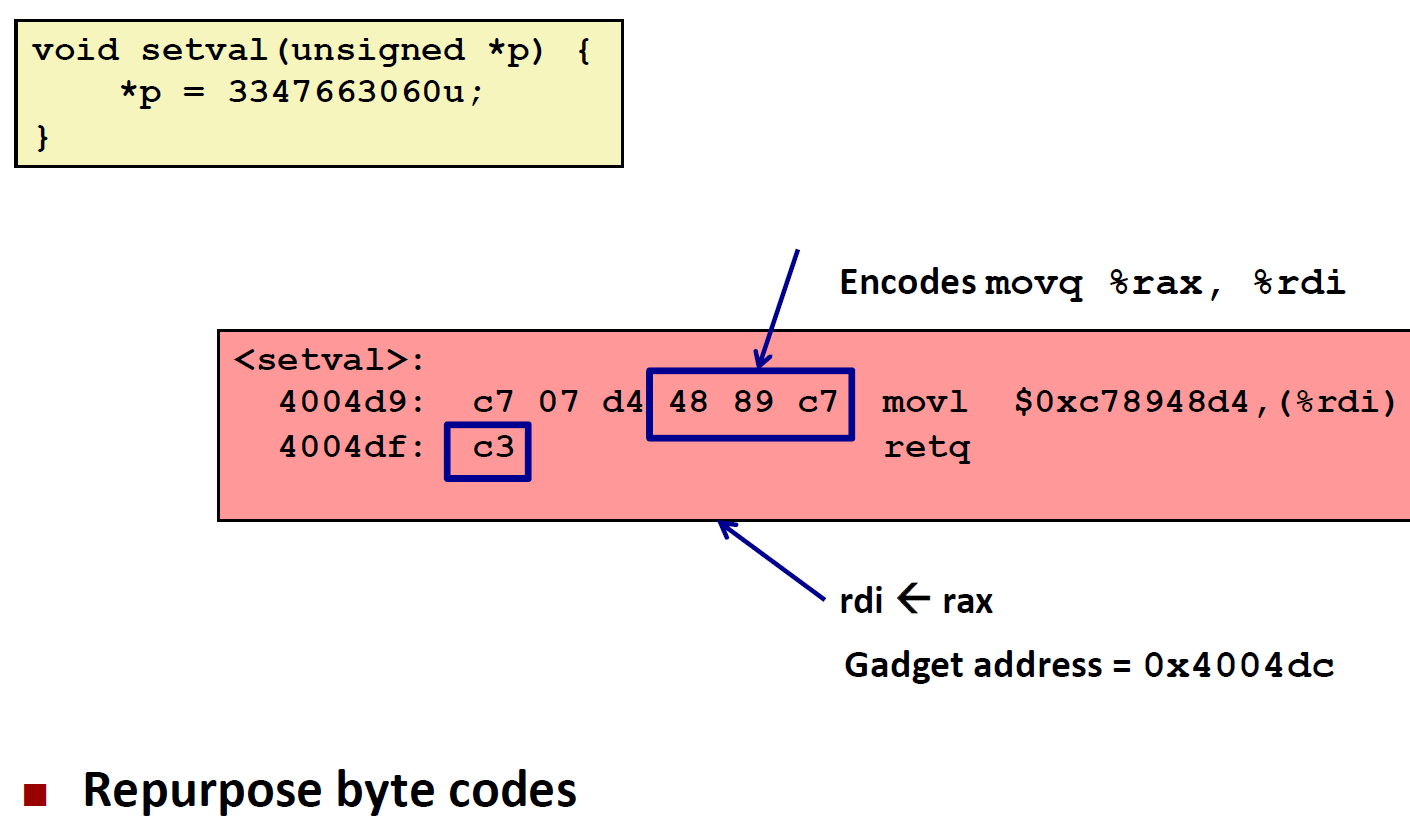 void setval(unsigned *p) {
*p = 3347663060u;
}
Encodes movq %rax, %rdi
<setval>:
4004d9: c7 07 d4 48 89 c7 movl $0xc78948d4,(%rdi)
4004df: c3 retq
rdi ← rax
Gadget address = 0x4004dc
■ Repurpose byte codes